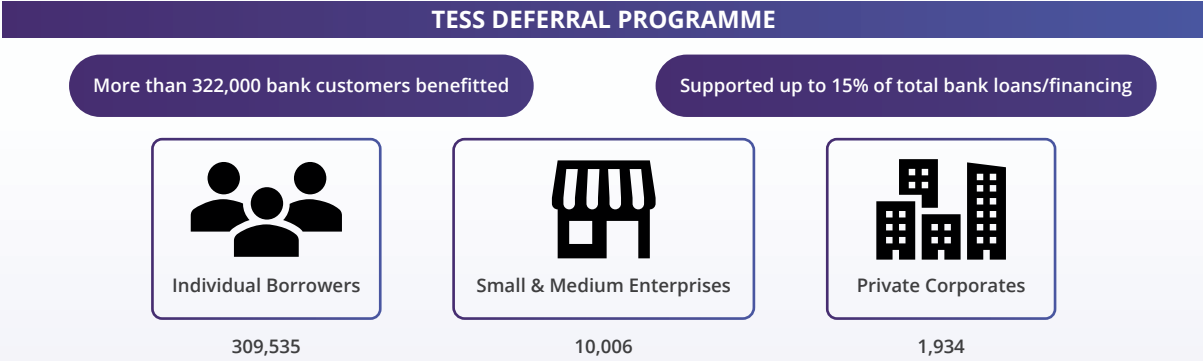 TESS DEFERRAL PROGRAMME
More than 322,000 bank customers benefitted
Supported up to 15% of total bank loans/financing
Individual Borrowers
Small & Medium Enterprises
Private Corporates
309,535
10,006
1,934